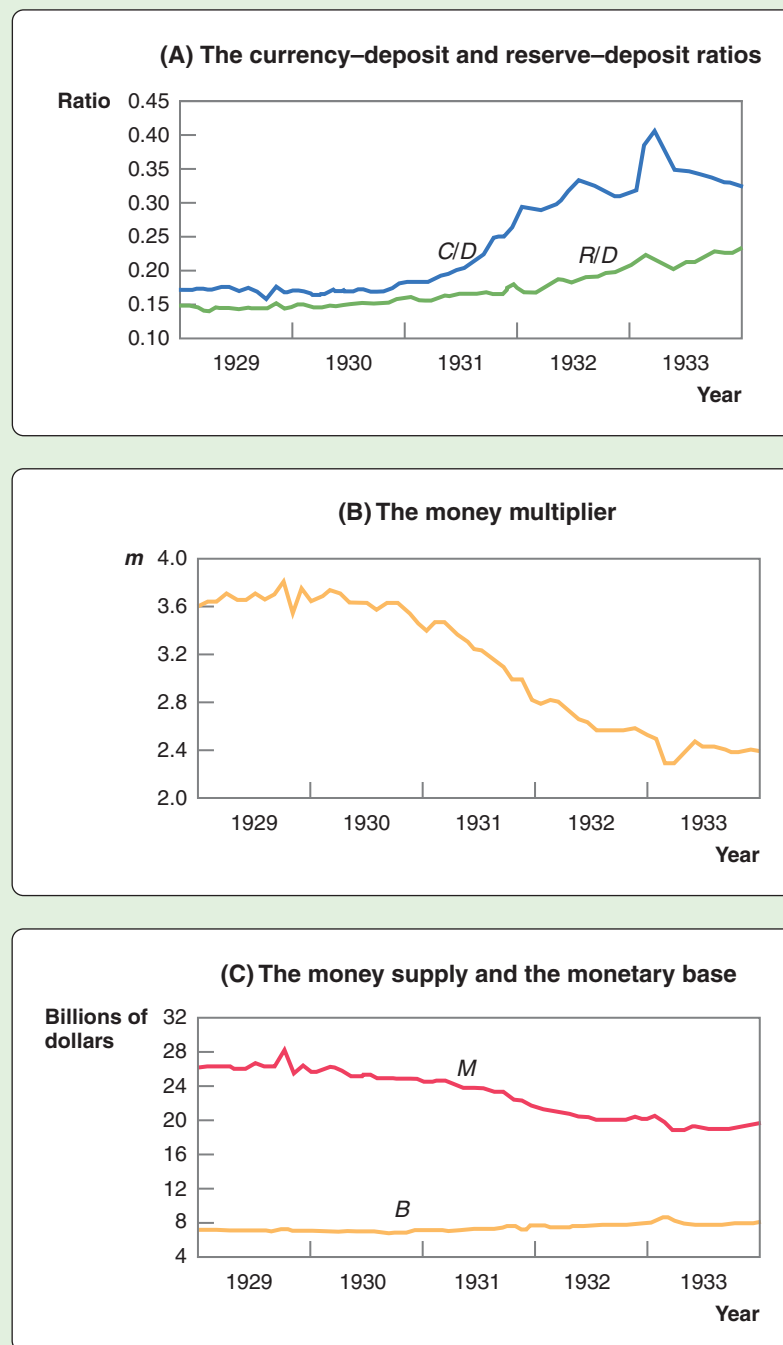 (A) The currency–deposit and reserve–deposit ratios
Ratio
0.45
0.40
0.35
0.30
0.25
0.20
0.15
0.10
C/D
R/D
1929 1930 1931 1932 1933
Year
(B) The money multiplier
m
4.0
3.6
3.2
2.8
2.4
2.0
1929 1930 1931 1932 1933
Year
(C) The money supply and the monetary base
Billions of
dollars
32
28
24
20
16
12
8
4
M
B
1929 1930 1931 1932 1933
Year